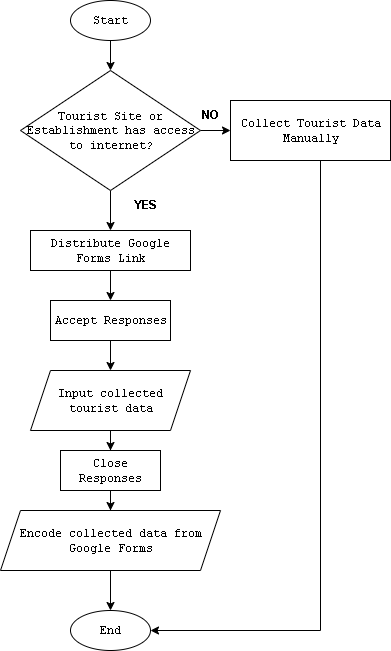 Start
Tourist Site or
Establishment has access
to internet?
NO
Collect Tourist Data
Manually
YES
Distribute Google
Forms Link
Accept Responses
Input collected
tourist data
Close
Responses
Encode collected data from
Google Forms
End